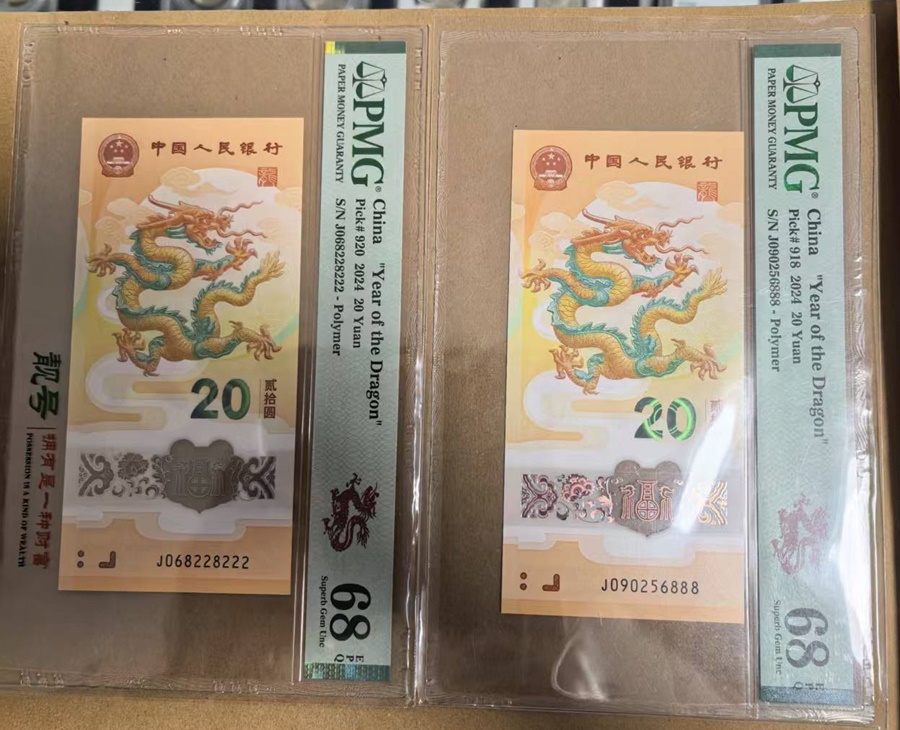 中国人民银行
20
贰拾圆
福
J068228222
PMG®
PAPER MONEY GUARANTY
China "Year of the Dragon"
Pick# 920 2024 20 Yuan
S/N J068228222 - Polymer
68 EPQ
Superb Gem Unc
靓号
拥有是一种财富
POSSESSION IS A KIND OF WEALTH
中国人民银行
20
福
J090256888
PMG®
PAPER MONEY GUARANTY
China "Year of the Dragon"
Pick# 918 2024 20 Yuan
S/N J090256888 - Polymer
68 EPQ
Superb Gem Unc